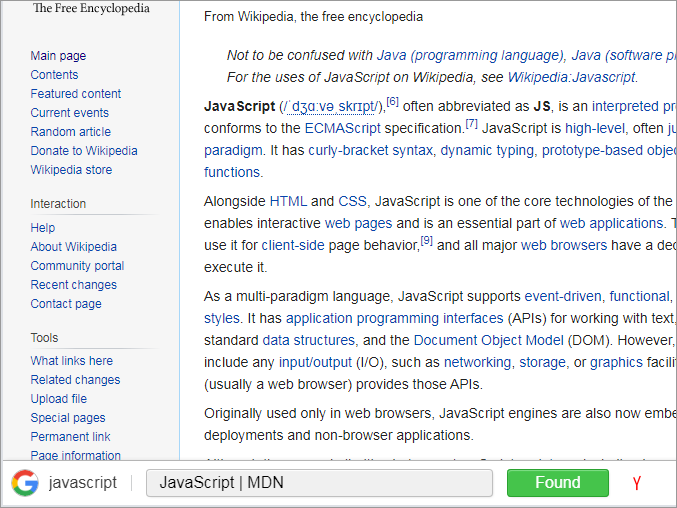 The Free Encyclopedia
Main page
Contents
Featured content
Current events
Random article
Donate to Wikipedia
Wikipedia store
Interaction
Help
About Wikipedia
Community portal
Recent changes
Contact page
Tools
What links here
Related changes
Upload file
Special pages
Permanent link
Page information
From Wikipedia, the free encyclopedia
Not to be confused with Java (programming language), Java (software p
For the uses of JavaScript on Wikipedia, see Wikipedia:Javascript.
JavaScript (/ˈdʒɑːvəˌskrɪpt/),[6] often abbreviated as JS, is an interpreted pr
conforms to the ECMAScript specification.[7] JavaScript is high-level, often ju
paradigm. It has curly-bracket syntax, dynamic typing, prototype-based obje
functions.
Alongside HTML and CSS, JavaScript is one of the core technologies of the
enables interactive web pages and is an essential part of web applications. T
use it for client-side page behavior,[9] and all major web browsers have a dec
execute it.
As a multi-paradigm language, JavaScript supports event-driven, functional,
styles. It has application programming interfaces (APIs) for working with text,
standard data structures, and the Document Object Model (DOM). However,
include any input/output (I/O), such as networking, storage, or graphics facili
(usually a web browser) provides those APIs.
Originally used only in web browsers, JavaScript engines are also now embe
deployments and non-browser applications.
G javascript JavaScript | MDN Found Y